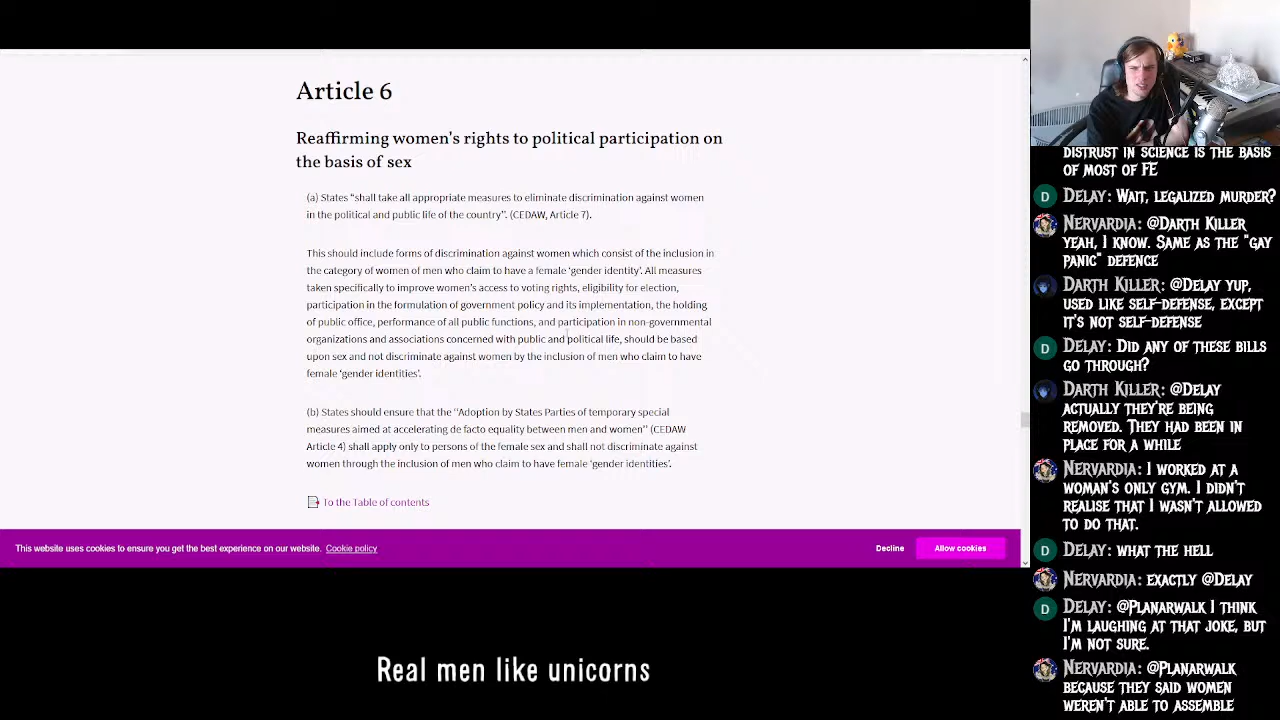 Article 6
Reaffirming women's rights to political participation on
the basis of sex
(a) States “shall take all appropriate measures to eliminate discrimination against women
in the political and public life of the country”. (CEDAW, Article 7).
This should include forms of discrimination against women which consist of the inclusion in
the category of women of men who claim to have a female ‘gender identity’. All measures
taken specifically to improve women’s access to voting rights, eligibility for election,
participation in the formulation of government policy and its implementation, the holding
of public office, performance of all public functions, and participation in non-governmental
organizations and associations concerned with public and political life, should be based
upon sex and not discriminate against women by the inclusion of men who claim to have
female ‘gender identities’.
(b) States should ensure that the “Adoption by States Parties of temporary special
measures aimed at accelerating de facto equality between men and women” (CEDAW
Article 4) shall apply only to persons of the female sex and shall not discriminate against
women through the inclusion of men who claim to have female ‘gender identities’.
To the Table of contents
This website uses cookies to ensure you get the best experience on our website. Cookie policy
Decline
Allow cookies
Real men like unicorns
DISTRUST IN SCIENCE IS THE BASIS
OF MOST OF FE
D DELAY: WAIT, LEGALIZED MURDER?
NERVARDIA: @DARTH KILLER
YEAH, I KNOW. SAME AS THE "GAY
PANIC" DEFENCE
DARTH KILLER: @DELAY YUP,
USED LIKE SELF-DEFENSE, EXCEPT
IT'S NOT SELF-DEFENSE
D DELAY: DID ANY OF THESE BILLS
GO THROUGH?
DARTH KILLER: @DELAY
ACTUALLY THEY'RE BEING
REMOVED. THEY HAD BEEN IN
PLACE FOR A WHILE
NERVARDIA: I WORKED AT A
WOMAN'S ONLY GYM. I DIDN'T
REALISE THAT I WASN'T ALLOWED
TO DO THAT.
D DELAY: WHAT THE HELL
NERVARDIA: EXACTLY @DELAY
D DELAY: @PLANARWALK I THINK
I'M LAUGHING AT THAT JOKE, BUT
I'M NOT SURE.
NERVARDIA: @PLANARWALK
BECAUSE THEY SAID WOMEN
WEREN'T ABLE TO ASSEMBLE